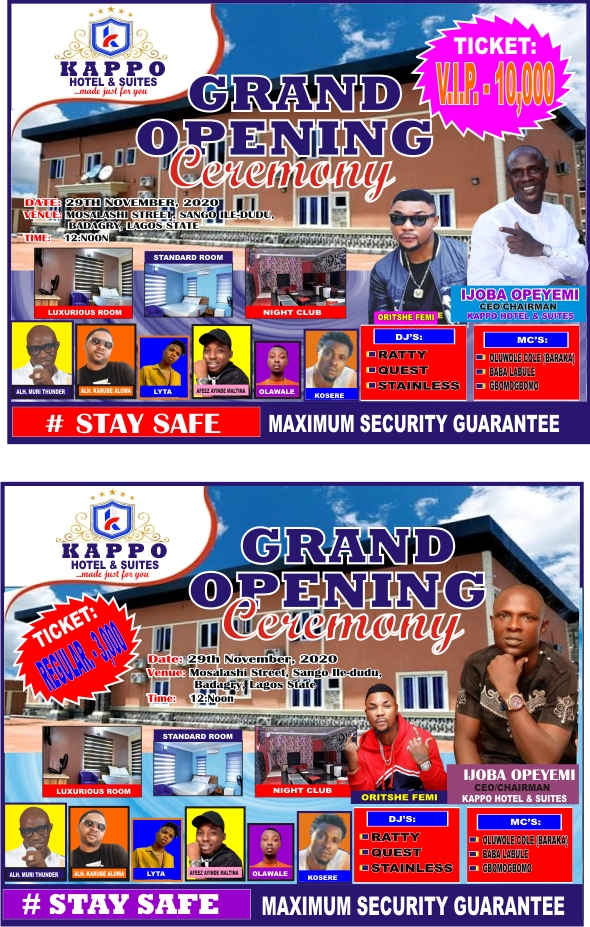 KAPPO
HOTEL & SUITES
...made just for you
TICKET:
V.I.P. - 10,000
GRAND
OPENING
Ceremony
DATE: 29TH NOVEMBER, 2020
VENUE: MOSALASHI STREET, SANGO ILE-DUDU,
BADAGRY, LAGOS STATE
TIME: 12:NOON
LUXURIOUS ROOM
STANDARD ROOM
NIGHT CLUB
ORITSHE FEMI E
IJOBA OPEYEMI
CEO/CHAIRMAN
KAPPO HOTEL & SUITES
ALH. MURI THUNDER
ALH. KARUBE ALOMA
LYTA
AFEEZ AYINDE MALTINA
OLAWALE
KOSERE
DJ'S:
RATTY
QUEST
STAINLESS
MC'S:
OLUWOLE COLE (BARAKA)
BABA LABULE
GBOMOGBOMO
# STAY SAFE
MAXIMUM SECURITY GUARANTEE
KAPPO
HOTEL & SUITES
...made just for you
GRAND
OPENING
Ceremony
TICKET:
REGULAR. - 3,000
Date: 29th November, 2020
Venue: Mosalashi Street, Sango Ile-dudu,
Badagry, Lagos State
Time: 12:Noon
LUXURIOUS ROOM
STANDARD ROOM
NIGHT CLUB
ORITSHE FEMI
IJOBA OPEYEMI
CEO/CHAIRMAN
KAPPO HOTEL & SUITES
ALH. MURI THUNDER
ALH. KARUBE ALOMA
LYTA
AFEEZ AYINDE MALTINA
OLAWALE
KOSERE
DJ'S:
RATTY
QUEST
STAINLESS
MC'S:
OLUWOLE COLE (BARAKA)
BABA LABULE
GBOMOGBOMO
# STAY SAFE
MAXIMUM SECURITY GUARANTEE